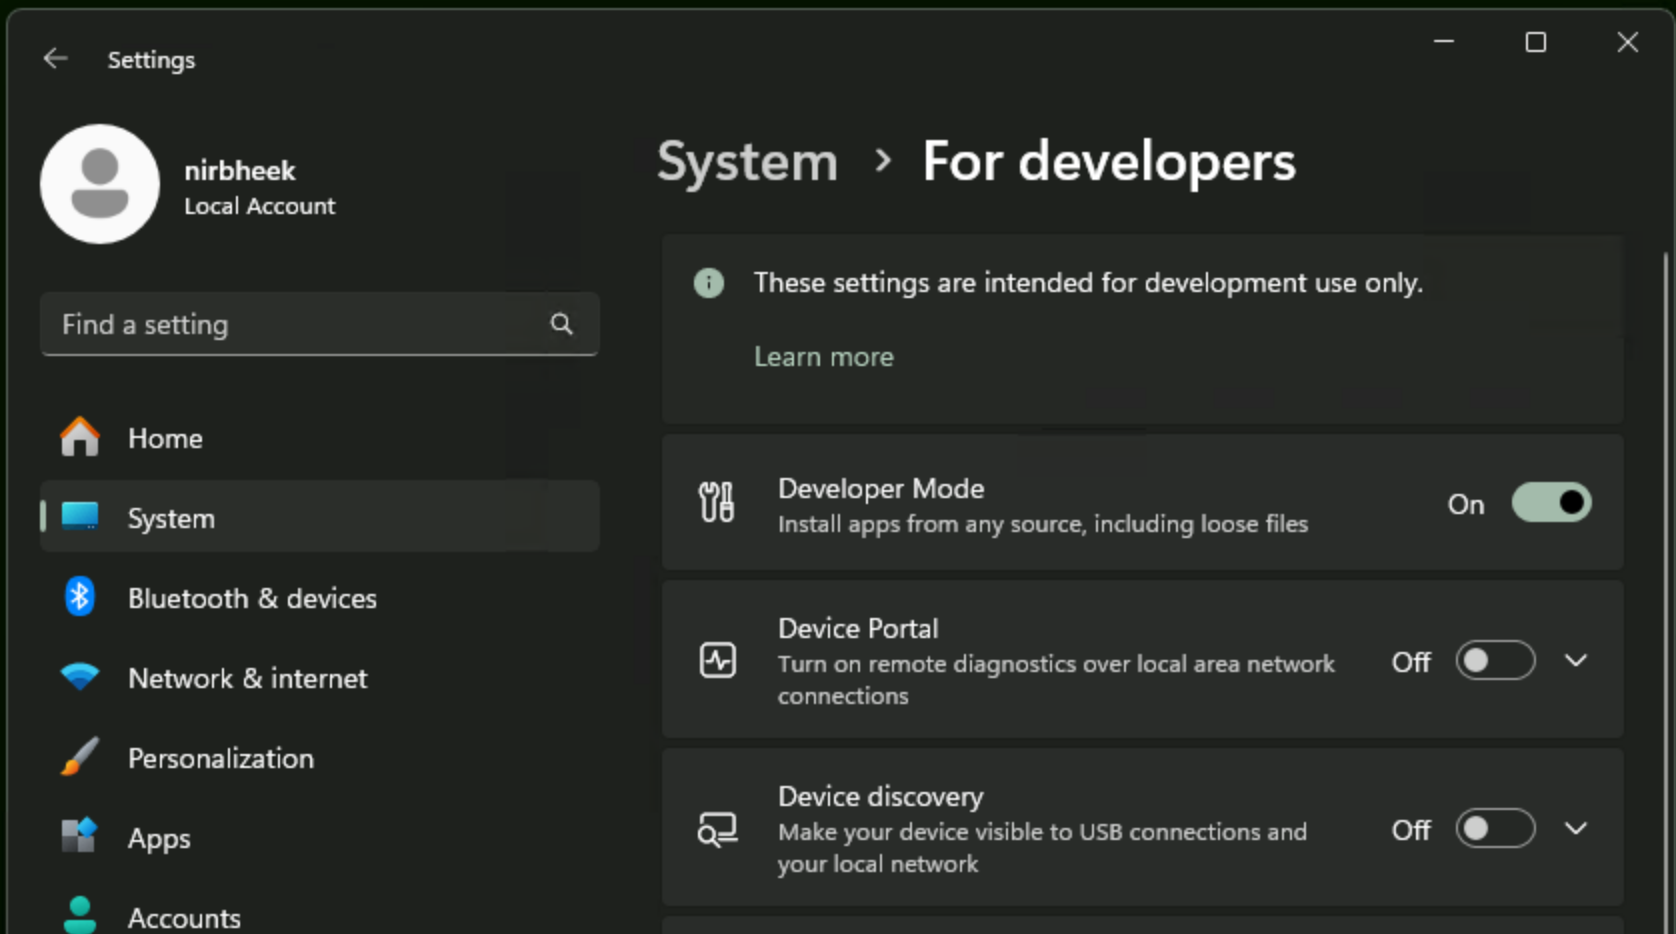 Settings
nirbheek
Local Account
Find a setting
Home
System
Bluetooth & devices
Network & internet
Personalization
Apps
Accounts
System > For developers
These settings are intended for development use only.
Learn more
Developer Mode
Install apps from any source, including loose files
On
Device Portal
Turn on remote diagnostics over local area network
connections
Off
Device discovery
Make your device visible to USB connections and
your local network
Off